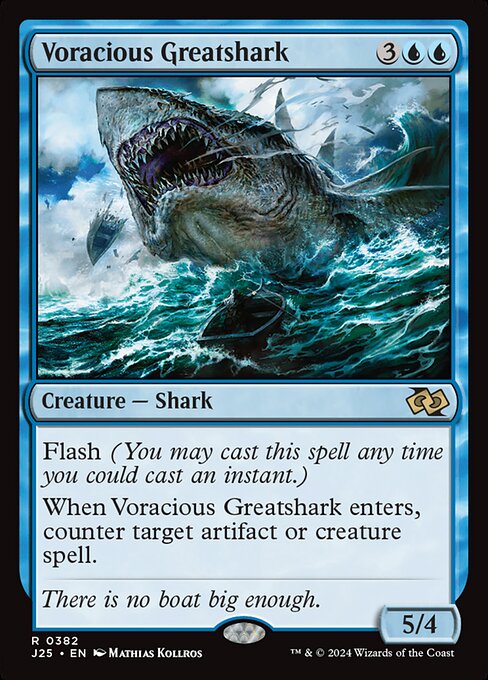 Voracious Greatshark 3
Creature — Shark
Flash (You may cast this spell any time
you could cast an instant.)
When Voracious Greatshark enters,
counter target artifact or creature
spell.
There is no boat big enough.
5/4
R 0382
J25 • EN Mathias Kollros
™ & © 2024 Wizards of the Coast